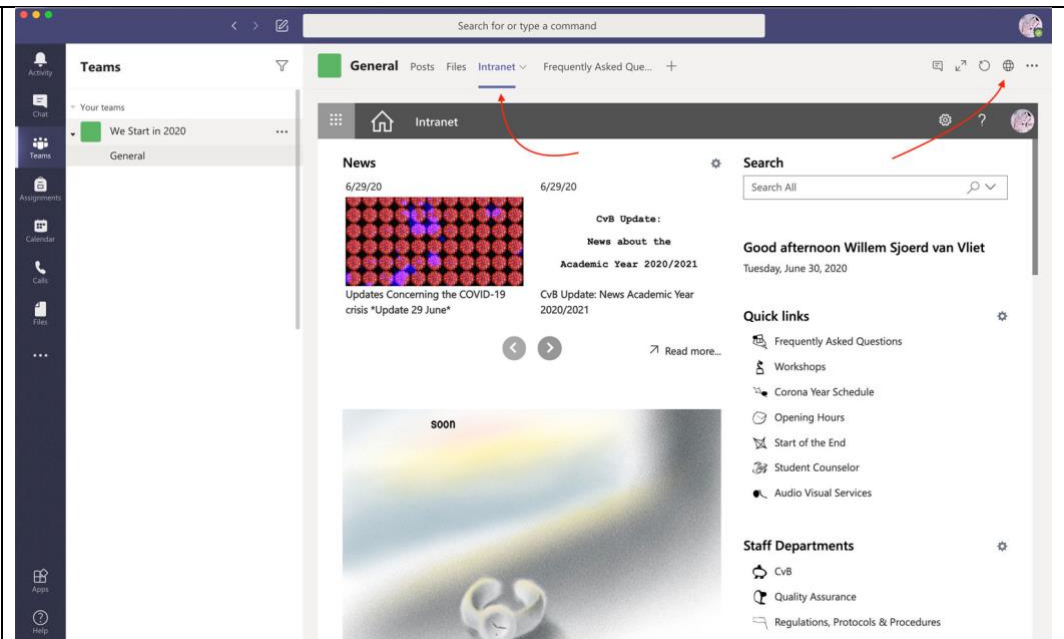 Search for or type a command
Activity
Chat
Teams
Assignments
Calendar
Calls
Files
Apps
Help
Teams
Your teams
We Start in 2020
General
General Posts Files Intranet Frequently Asked Que...
Intranet
News
6/29/20
Updates Concerning the COVID-19
crisis *Update 29 June*
6/29/20
CvB Update:
News about the
Academic Year 2020/2021
CvB Update: News Academic Year
2020/2021
Read more...
soon
Search
Search All
Good afternoon Willem Sjoerd van Vliet
Tuesday, June 30, 2020
Quick links
Frequently Asked Questions
Workshops
Corona Year Schedule
Opening Hours
Start of the End
Student Counselor
Audio Visual Services
Staff Departments
CvB
Quality Assurance
Regulations, Protocols & Procedures